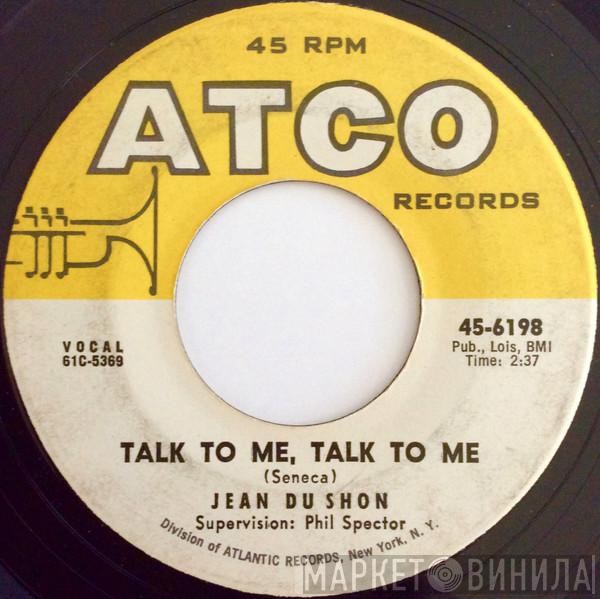 45 RPM
ATCO
RECORDS
VOCAL
61C-5369
45-6198
Pub., Lois, BMI
Time: 2:37
TALK TO ME, TALK TO ME
(Seneca)
JEAN DU SHON
Supervision: Phil Spector
Division of ATLANTIC RECORDS, New York, N. Y.
МАРКЕТ ВИНИЛА